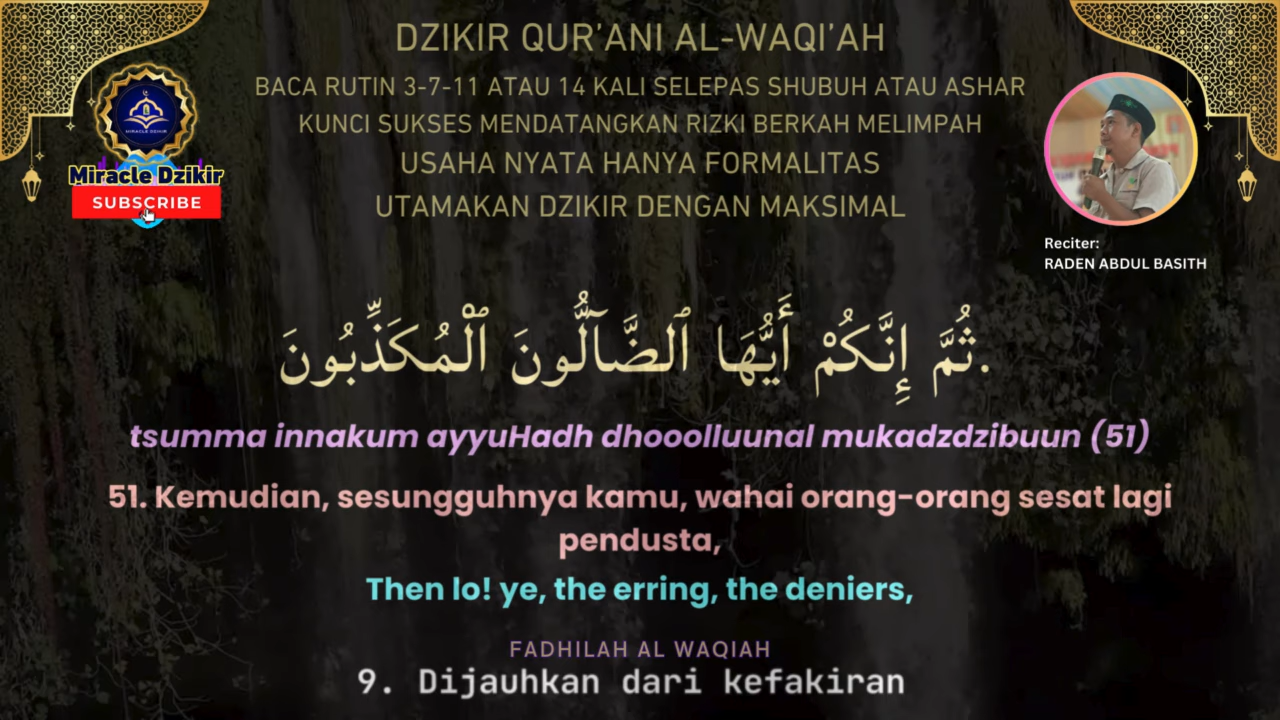 DZIKIR QUR'ANI AL-WAQI'AH
BACA RUTIN 3-7-11 ATAU 14 KALI SELEPAS SHUBUH ATAU ASHAR
KUNCI SUKSES MENDATANGKAN RIZKI BERKAH MELIMPAH
USAHA NYATA HANYA FORMALITAS
UTAMAKAN DZIKIR DENGAN MAKSIMAL
MIRACLE DZIKIR
Miracle Dzikir
SUBSCRIBE
Reciter:
RADEN ABDUL BASITH
ثُمَّ إِنَّكُمْ أَيُّهَا ٱلضَّآلُّونَ ٱلْمُكَذِّبُونَ.
tsumma innakum ayyuHadh dhooolluunal mukadzdzibuun (51)
51. Kemudian, sesungguhnya kamu, wahai orang-orang sesat lagi
pendusta,
Then lo! ye, the erring, the deniers,
FADHILAH AL WAQIAH
9. Dijauhkan dari kefakiran